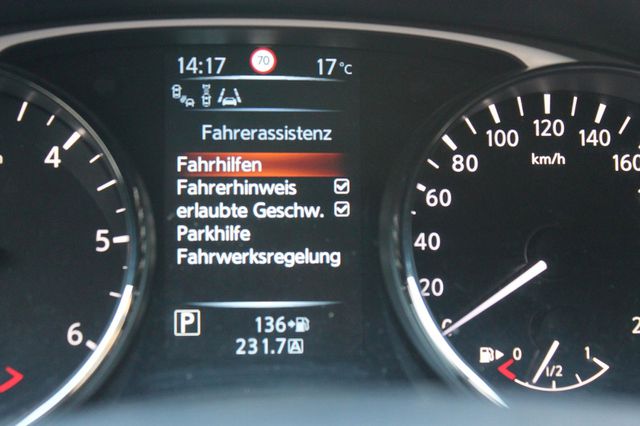 14:17 70 17 °C
Fahrerassistenz
Fahrhilfen
Fahrerhinweis
erlaubte Geschw.
Parkhilfe
Fahrwerksregelung
P 136
231.7 A
4
5
6
0
20
40
60
80
100
120
140
160
km/h
0 1/2 1